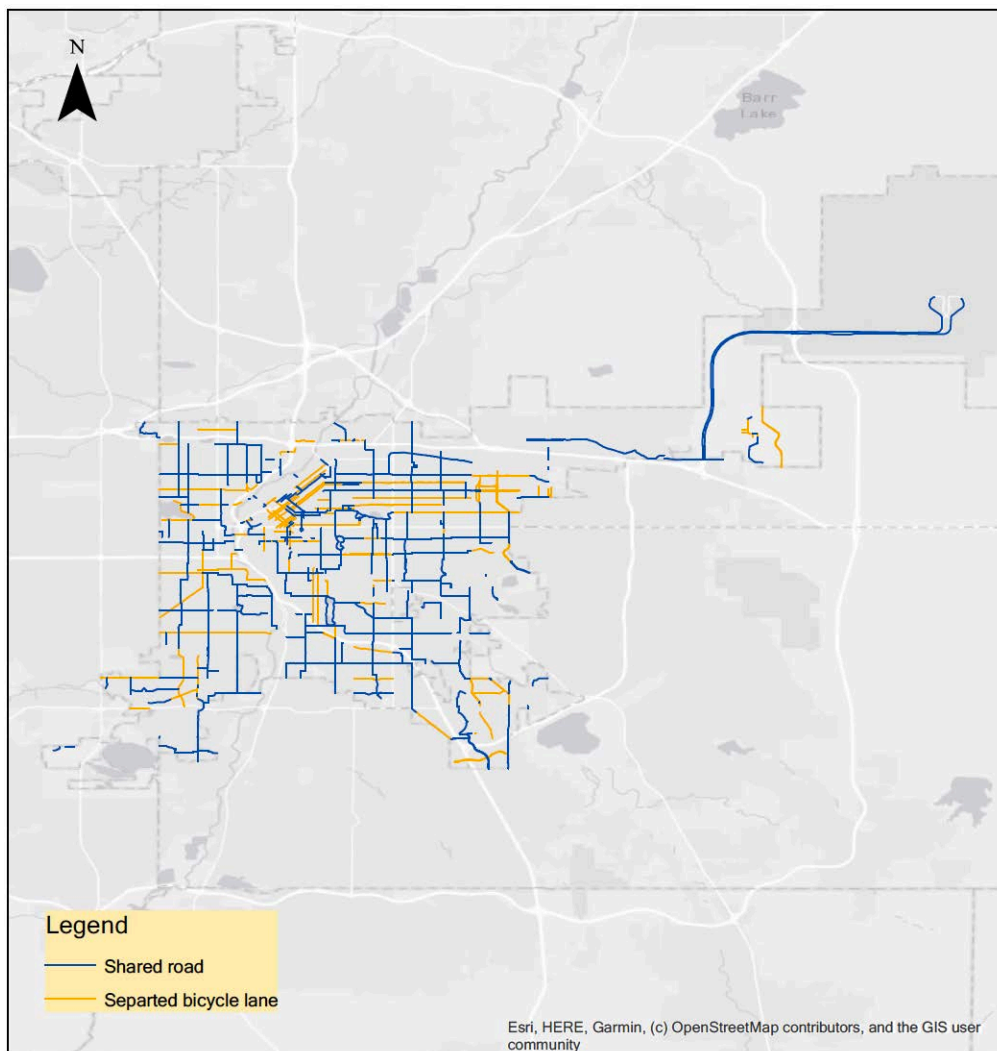 N
Barr
Lake
Legend
Shared road
Separted bicycle lane
Esri, HERE, Garmin, (c) OpenStreetMap contributors, and the GIS user
community